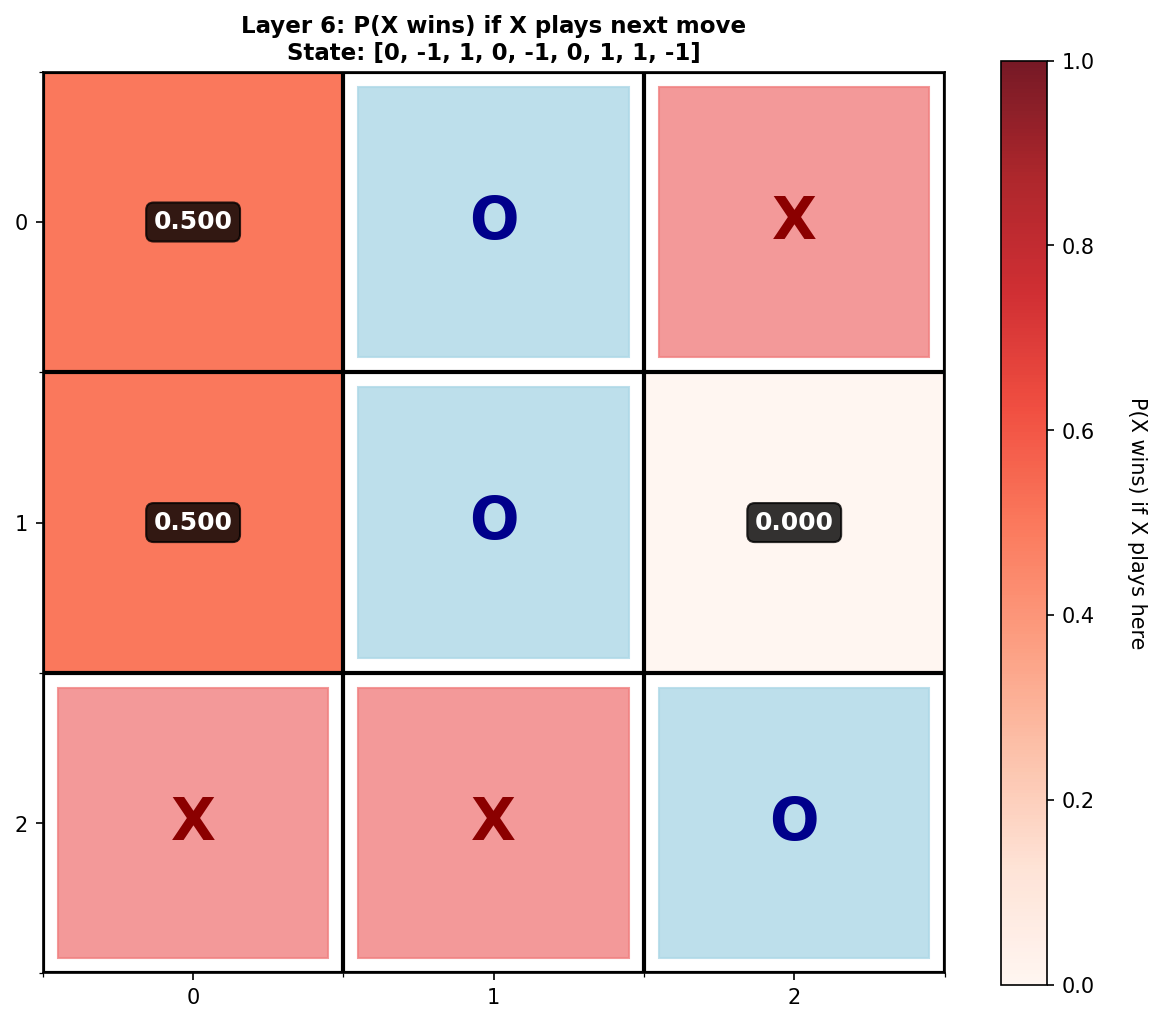 Layer 6: P(X wins) if X plays next move
State: [0, -1, 1, 0, -1, 0, 1, 1, -1]
0.500
O
X
0.500
O
0.000
X
X
O
0
1
2
0
1
2
1.0
0.8
0.6
0.4
0.2
0.0
P(X wins) if X plays here